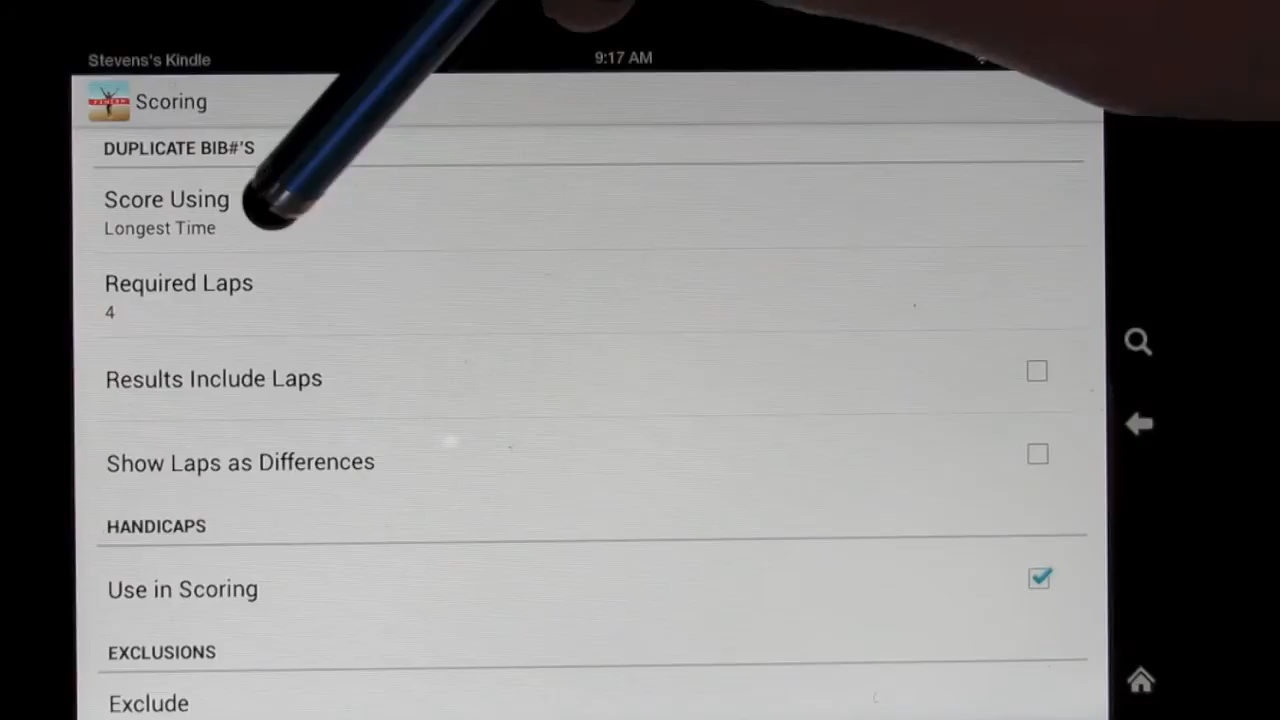 Stevens's Kindle
9:17 AM
Scoring
DUPLICATE BIB#'S
Score Using
Longest Time
Required Laps
4
Results Include Laps
Show Laps as Differences
HANDICAPS
Use in Scoring
EXCLUSIONS
Exclude